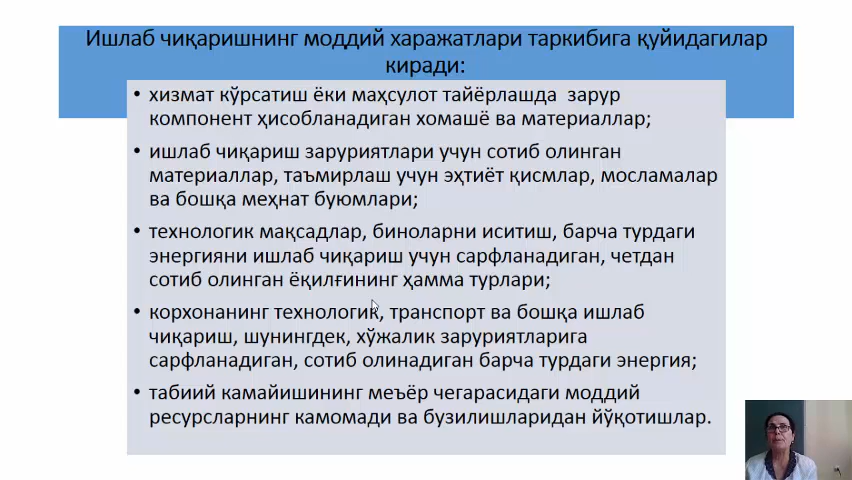 Ишлаб чиқаришнинг моддий харажатлари таркибига қуйидагилар
киради:
• хизмат кўрсатиш ёки маҳсулот тайёрлашда зарур
компонент ҳисобланадиган хомашё ва материаллар;
• ишлаб чиқариш заруриятлари учун сотиб олинган
материаллар, таъмирлаш учун эҳтиёт қисмлар, мосламалар
ва бошқа меҳнат буюмлари;
• технологик мақсадлар, биноларни иситиш, барча турдаги
энергияни ишлаб чиқариш учун сарфланадиган, четдан
сотиб олинган ёқилғининг ҳамма турлари;
• корхонанинг технологик, транспорт ва бошқа ишлаб
чиқариш, шунингдек, хўжалик заруриятларига
сарфланадиган, сотиб олинадиган барча турдаги энергия;
• табиий камайишининг меъёр чегарасидаги моддий
ресурсларнинг камомади ва бузилишларидан йўқотишлар.